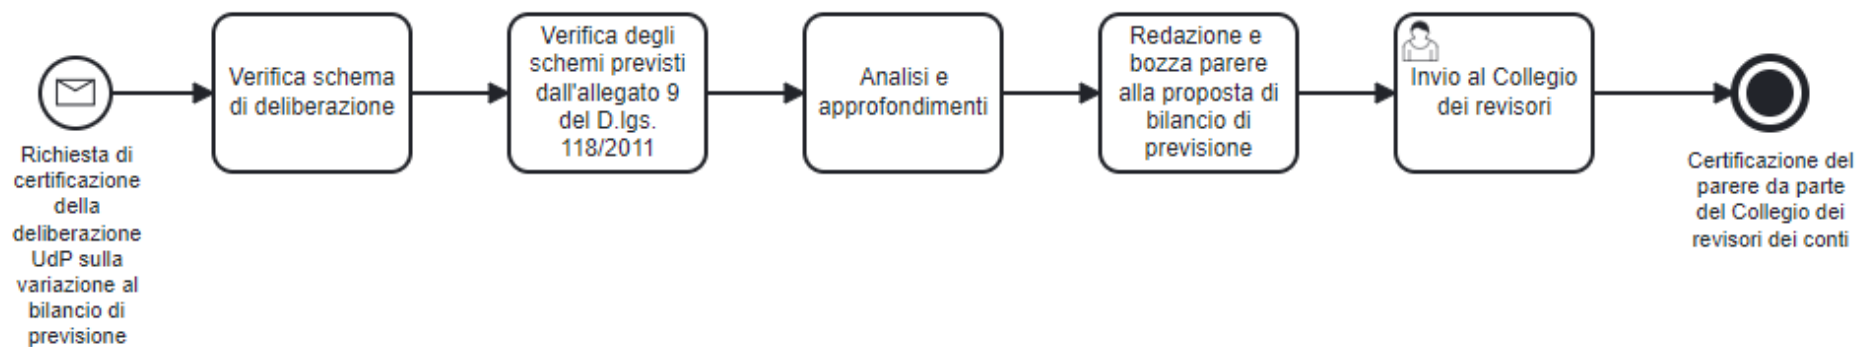 Richiesta di
certificazione
della
deliberazione
UdP sulla
variazione al
bilancio di
previsione
Verifica schema
di deliberazione
Verifica degli
schemi previsti
dall'allegato 9
del D.lgs.
118/2011
Analisi e
approfondimenti
Redazione e
bozza parere
alla proposta di
bilancio di
previsione
Invio al Collegio
dei revisori
Certificazione del
parere da parte
del Collegio dei
revisori dei conti